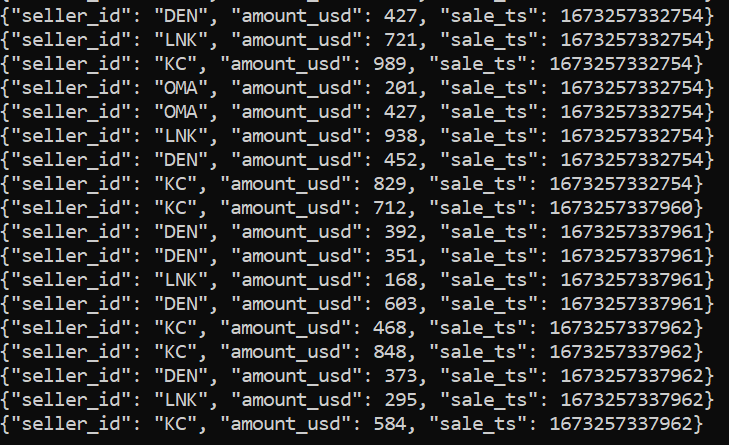 {"seller_id": "DEN", "amount_usd": 427, "sale_ts": 1673257332754}
{"seller_id": "LNK", "amount_usd": 721, "sale_ts": 1673257332754}
{"seller_id": "KC", "amount_usd": 989, "sale_ts": 1673257332754}
{"seller_id": "OMA", "amount_usd": 201, "sale_ts": 1673257332754}
{"seller_id": "OMA", "amount_usd": 427, "sale_ts": 1673257332754}
{"seller_id": "LNK", "amount_usd": 938, "sale_ts": 1673257332754}
{"seller_id": "DEN", "amount_usd": 452, "sale_ts": 1673257332754}
{"seller_id": "KC", "amount_usd": 829, "sale_ts": 1673257332754}
{"seller_id": "KC", "amount_usd": 712, "sale_ts": 1673257337960}
{"seller_id": "DEN", "amount_usd": 392, "sale_ts": 1673257337961}
{"seller_id": "DEN", "amount_usd": 351, "sale_ts": 1673257337961}
{"seller_id": "LNK", "amount_usd": 168, "sale_ts": 1673257337961}
{"seller_id": "DEN", "amount_usd": 603, "sale_ts": 1673257337961}
{"seller_id": "KC", "amount_usd": 468, "sale_ts": 1673257337962}
{"seller_id": "KC", "amount_usd": 848, "sale_ts": 1673257337962}
{"seller_id": "DEN", "amount_usd": 373, "sale_ts": 1673257337962}
{"seller_id": "LNK", "amount_usd": 295, "sale_ts": 1673257337962}
{"seller_id": "KC", "amount_usd": 584, "sale_ts": 1673257337962}